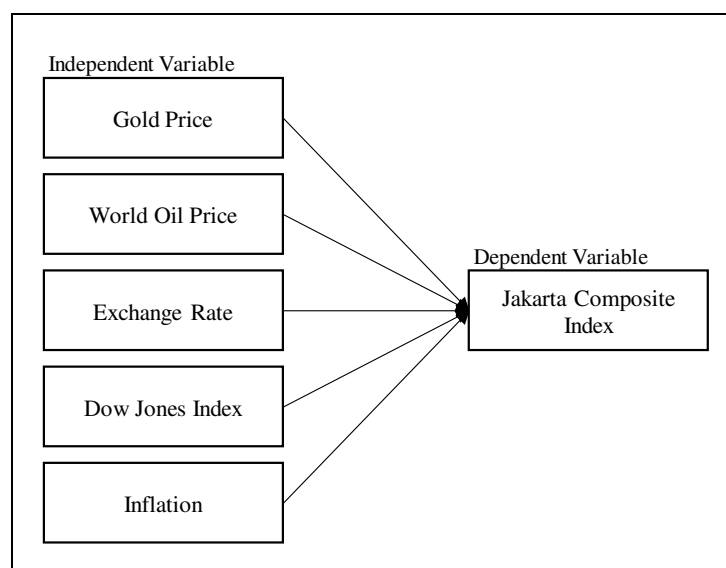 Independent Variable
Gold Price
World Oil Price
Exchange Rate
Dow Jones Index
Inflation
Dependent Variable
Jakarta Composite
Index